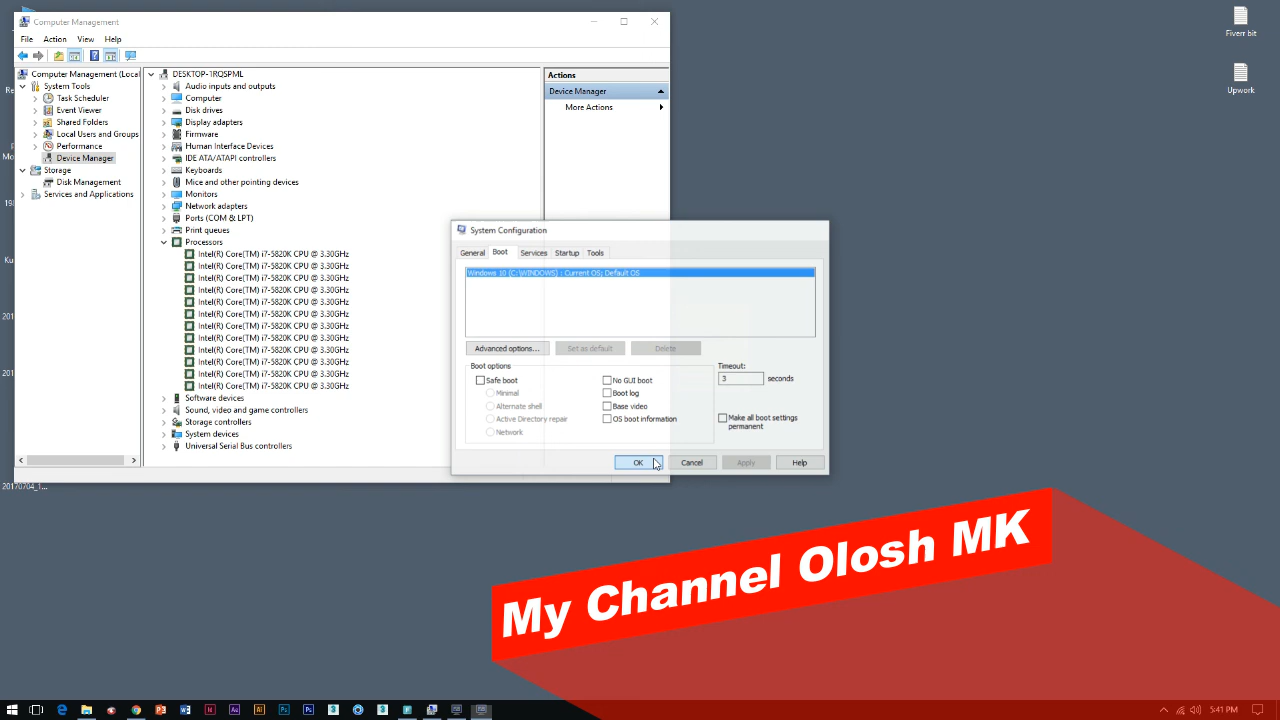 Computer Management
File Action View Help
Computer Management (Local
System Tools
Task Scheduler
Event Viewer
Shared Folders
Local Users and Groups
Performance
Device Manager
Storage
Disk Management
Services and Applications
DESKTOP-1RQSPML
Audio inputs and outputs
Computer
Disk drives
Display adapters
Firmware
Human Interface Devices
IDE ATA/ATAPI controllers
Keyboards
Mice and other pointing devices
Monitors
Network adapters
Ports (COM & LPT)
Print queues
Processors
Intel(R) Core(TM) i7-5820K CPU @ 3.30GHz
Intel(R) Core(TM) i7-5820K CPU @ 3.30GHz
Intel(R) Core(TM) i7-5820K CPU @ 3.30GHz
Intel(R) Core(TM) i7-5820K CPU @ 3.30GHz
Intel(R) Core(TM) i7-5820K CPU @ 3.30GHz
Intel(R) Core(TM) i7-5820K CPU @ 3.30GHz
Intel(R) Core(TM) i7-5820K CPU @ 3.30GHz
Intel(R) Core(TM) i7-5820K CPU @ 3.30GHz
Intel(R) Core(TM) i7-5820K CPU @ 3.30GHz
Intel(R) Core(TM) i7-5820K CPU @ 3.30GHz
Intel(R) Core(TM) i7-5820K CPU @ 3.30GHz
Intel(R) Core(TM) i7-5820K CPU @ 3.30GHz
Software devices
Sound, video and game controllers
Storage controllers
System devices
Universal Serial Bus controllers
Actions
Device Manager
More Actions
System Configuration
General Boot Services Startup Tools
Windows 10 (C:\WINDOWS) : Current OS; Default OS
Advanced options... Set as default Delete
Boot options
Safe boot
Minimal
Alternate shell
Active Directory repair
Network
No GUI boot
Boot log
Base video
OS boot information
Timeout:
3 seconds
Make all boot settings
permanent
OK Cancel Apply Help
Fiverr bit
Upwork
20170704_1...
My Channel Olosh MK
5:41 PM